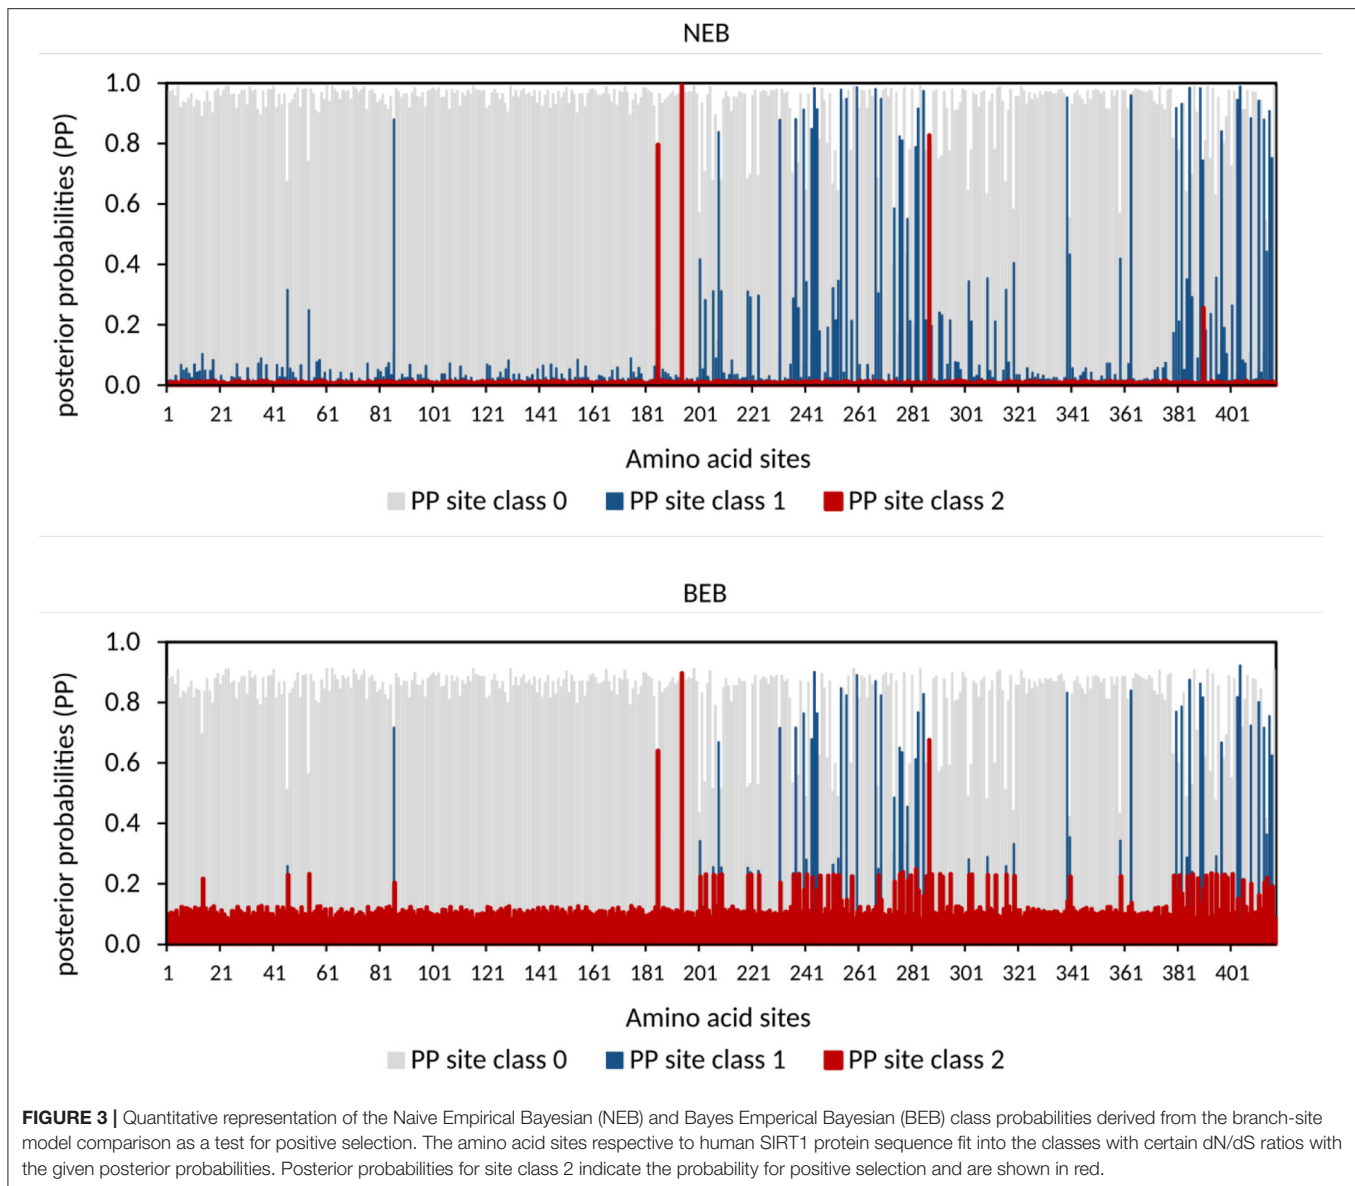 NEB
1.0
0.8
0.6
0.4
0.2
0.0
posterior probabilities (PP)
1 21 41 61 81 101 121 141 161 181 201 221 241 261 281 301 321 341 361 381 401
Amino acid sites
PP site class 0 PP site class 1 PP site class 2
BEB
1.0
0.8
0.6
0.4
0.2
0.0
posterior probabilities (PP)
1 21 41 61 81 101 121 141 161 181 201 221 241 261 281 301 321 341 361 381 401
Amino acid sites
PP site class 0 PP site class 1 PP site class 2
FIGURE 3 | Quantitative representation of the Naive Empirical Bayesian (NEB) and Bayes Emperical Bayesian (BEB) class probabilities derived from the branch-site
model comparison as a test for positive selection. The amino acid sites respective to human SIRT1 protein sequence fit into the classes with certain dN/dS ratios with
the given posterior probabilities. Posterior probabilities for site class 2 indicate the probability for positive selection and are shown in red.